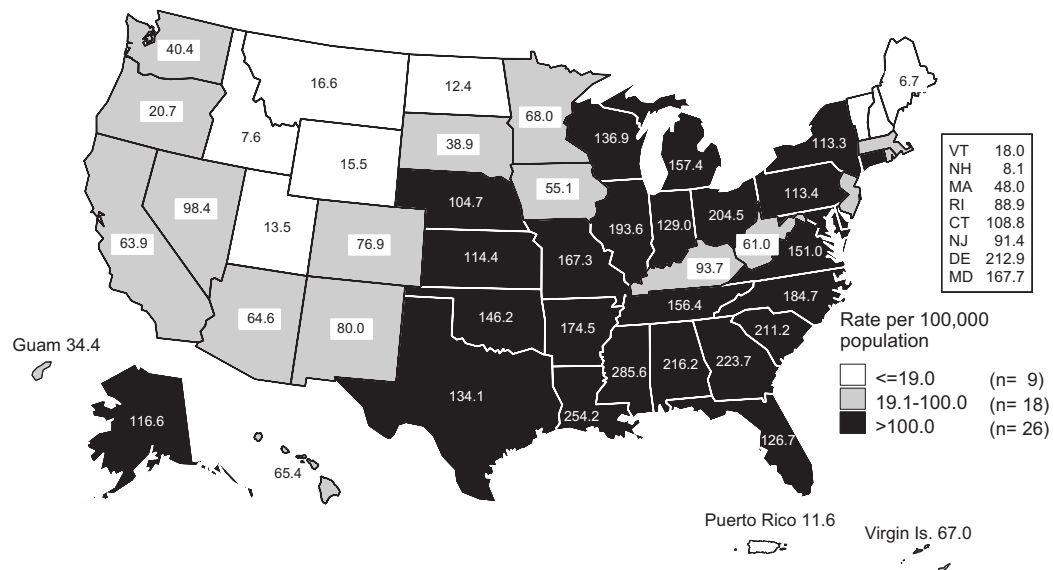 40.4
20.7
7.6
16.6
12.4
68.0
6.7
38.9
15.5
136.9
157.4
113.3
VT 18.0
NH 8.1
MA 48.0
RI 88.9
CT 108.8
NJ 91.4
DE 212.9
MD 167.7
55.1
104.7
98.4
13.5
63.9
76.9
193.6
129.0
204.5
113.4
61.0
151.0
114.4
167.3
93.7
64.6
80.0
146.2
174.5
156.4
184.7
211.2
285.6
216.2
223.7
134.1
254.2
126.7
Rate per 100,000
population
<=19.0 (n= 9)
19.1-100.0 (n= 18)
>100.0 (n= 26)
Guam 34.4
116.6
65.4
Puerto Rico 11.6
Virgin Is. 67.0